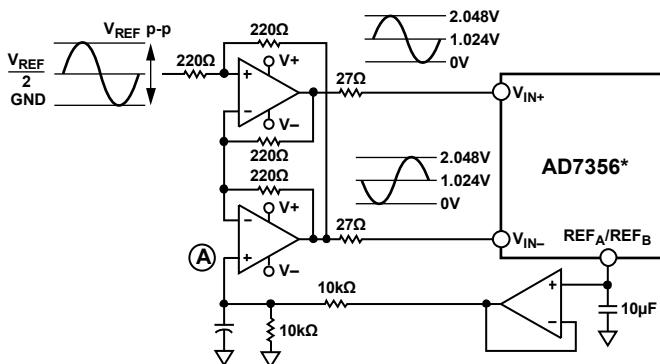 V_REF p-p
V_REF
2
GND
220Ω
220Ω
V+
+
−
V−
220Ω
220Ω
V+
−
+
V−
A
27Ω
27Ω
2.048V
1.024V
0V
2.048V
1.024V
0V
V_IN+
V_IN−
AD7356*
REF_A/REF_B
+
−
10µF
10kΩ
10kΩ